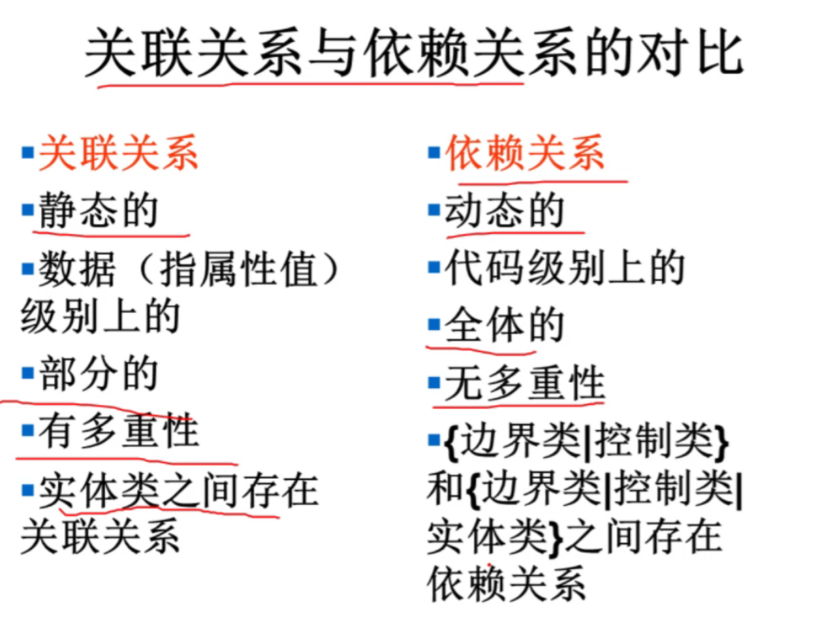 关联关系与依赖关系的对比
▪关联关系
▪静态的
▪数据（指属性值）
级别上的
▪部分的
▪有多重性
▪实体类之间存在
关联关系
▪依赖关系
▪动态的
▪代码级别上的
▪全体的
▪无多重性
▪{边界类|控制类}
和{边界类|控制类|
实体类}之间存在
依赖关系